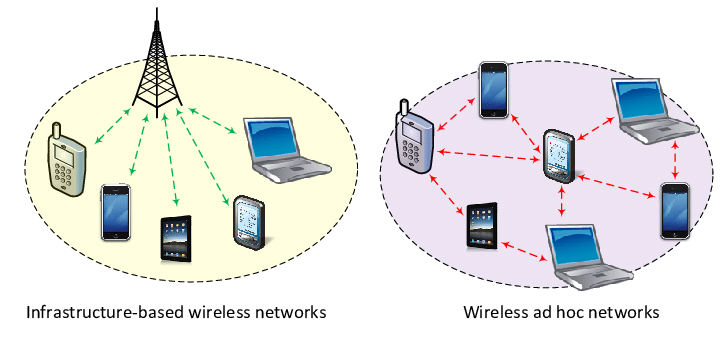 Infrastructure-based wireless networks
Wireless ad hoc networks